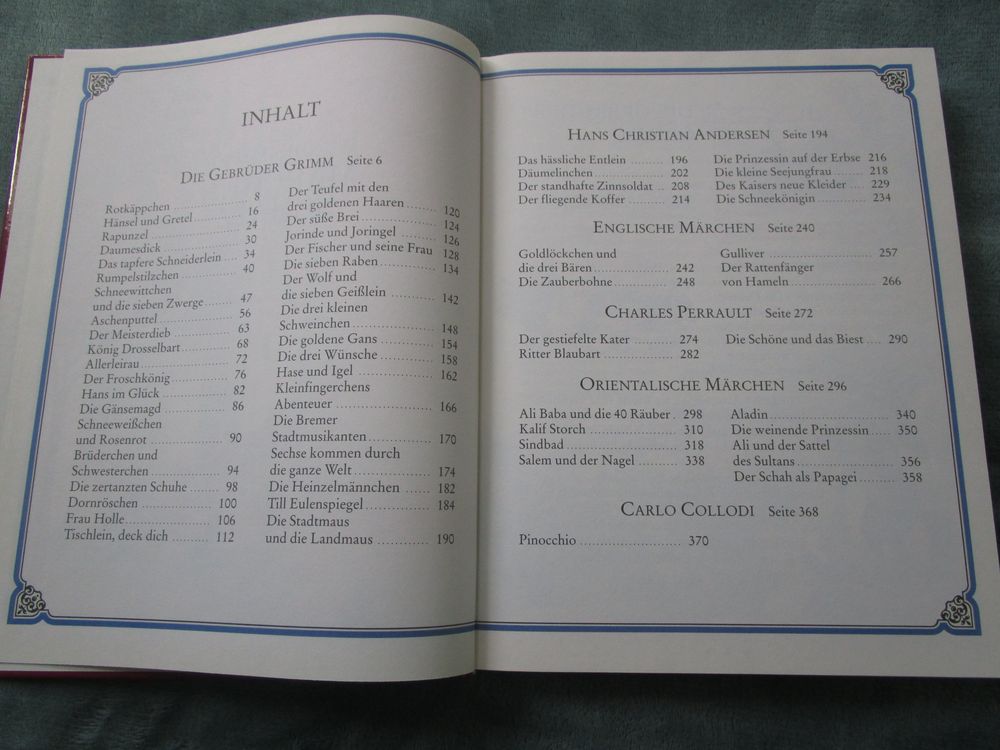 INHALT
DIE GEBRÜDER GRIMM Seite 6
Rotkäppchen 8
Hänsel und Gretel 16
Rapunzel 24
Daumesdick 30
Das tapfere Schneiderlein 34
Rumpelstilzchen 40
Schneewittchen
und die sieben Zwerge 47
Aschenputtel 56
Der Meisterdieb 63
König Drosselbart 68
Allerleirau 72
Der Froschkönig 76
Hans im Glück 82
Die Gänsemagd 86
Schneeweißchen
und Rosenrot 90
Brüderchen und
Schwesterchen 94
Die zertanzten Schuhe 98
Dornröschen 100
Frau Holle 106
Tischlein, deck dich 112
Der Teufel mit den
drei goldenen Haaren 120
Der süße Brei 124
Jorinde und Joringel 126
Der Fischer und seine Frau 128
Die sieben Raben 134
Der Wolf und
die sieben Geißlein 142
Die drei kleinen
Schweinchen 148
Die goldene Gans 154
Die drei Wünsche 158
Hase und Igel 162
Kleinfingerchens
Abenteuer 166
Die Bremer
Stadtmusikanten 170
Sechse kommen durch
die ganze Welt 174
Die Heinzelmännchen 182
Till Eulenspiegel 184
Die Stadtmaus
und die Landmaus 190
HANS CHRISTIAN ANDERSEN Seite 194
Das hässliche Entlein 196
Däumelinchen 202
Der standhafte Zinnsoldat 208
Der fliegende Koffer 214
Die Prinzessin auf der Erbse 216
Die kleine Seejungfrau 218
Des Kaisers neue Kleider 229
Die Schneekönigin 234
ENGLISCHE MÄRCHEN Seite 240
Goldlöckchen und
die drei Bären 242
Die Zauberbohne 248
Gulliver 257
Der Rattenfänger
von Hameln 266
CHARLES PERRAULT Seite 272
Der gestiefelte Kater 274
Ritter Blaubart 282
Die Schöne und das Biest 290
ORIENTALISCHE MÄRCHEN Seite 296
Ali Baba und die 40 Räuber 298
Kalif Storch 310
Sindbad 318
Salem und der Nagel 338
Aladin 340
Die weinende Prinzessin 350
Ali und der Sattel
des Sultans 356
Der Schah als Papagei 358
CARLO COLLODI Seite 368
Pinocchio 370